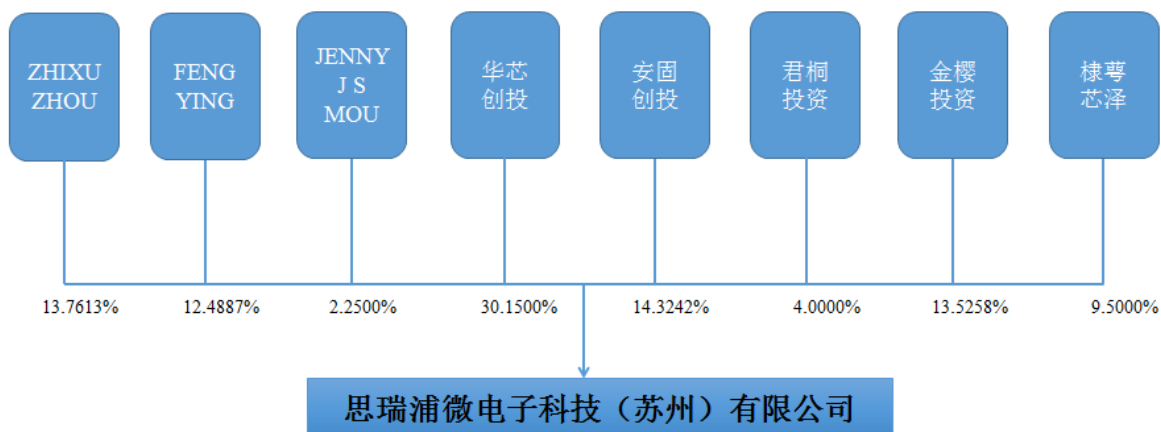 ZHIXU
ZHOU
FENG
YING
JENNY
J S
MOU
华芯
创投
安固
创投
君桐
投资
金樱
投资
棣萼
芯泽
13.7613%
12.4887%
2.2500%
30.1500%
14.3242%
4.0000%
13.5258%
9.5000%
思瑞浦微电子科技（苏州）有限公司